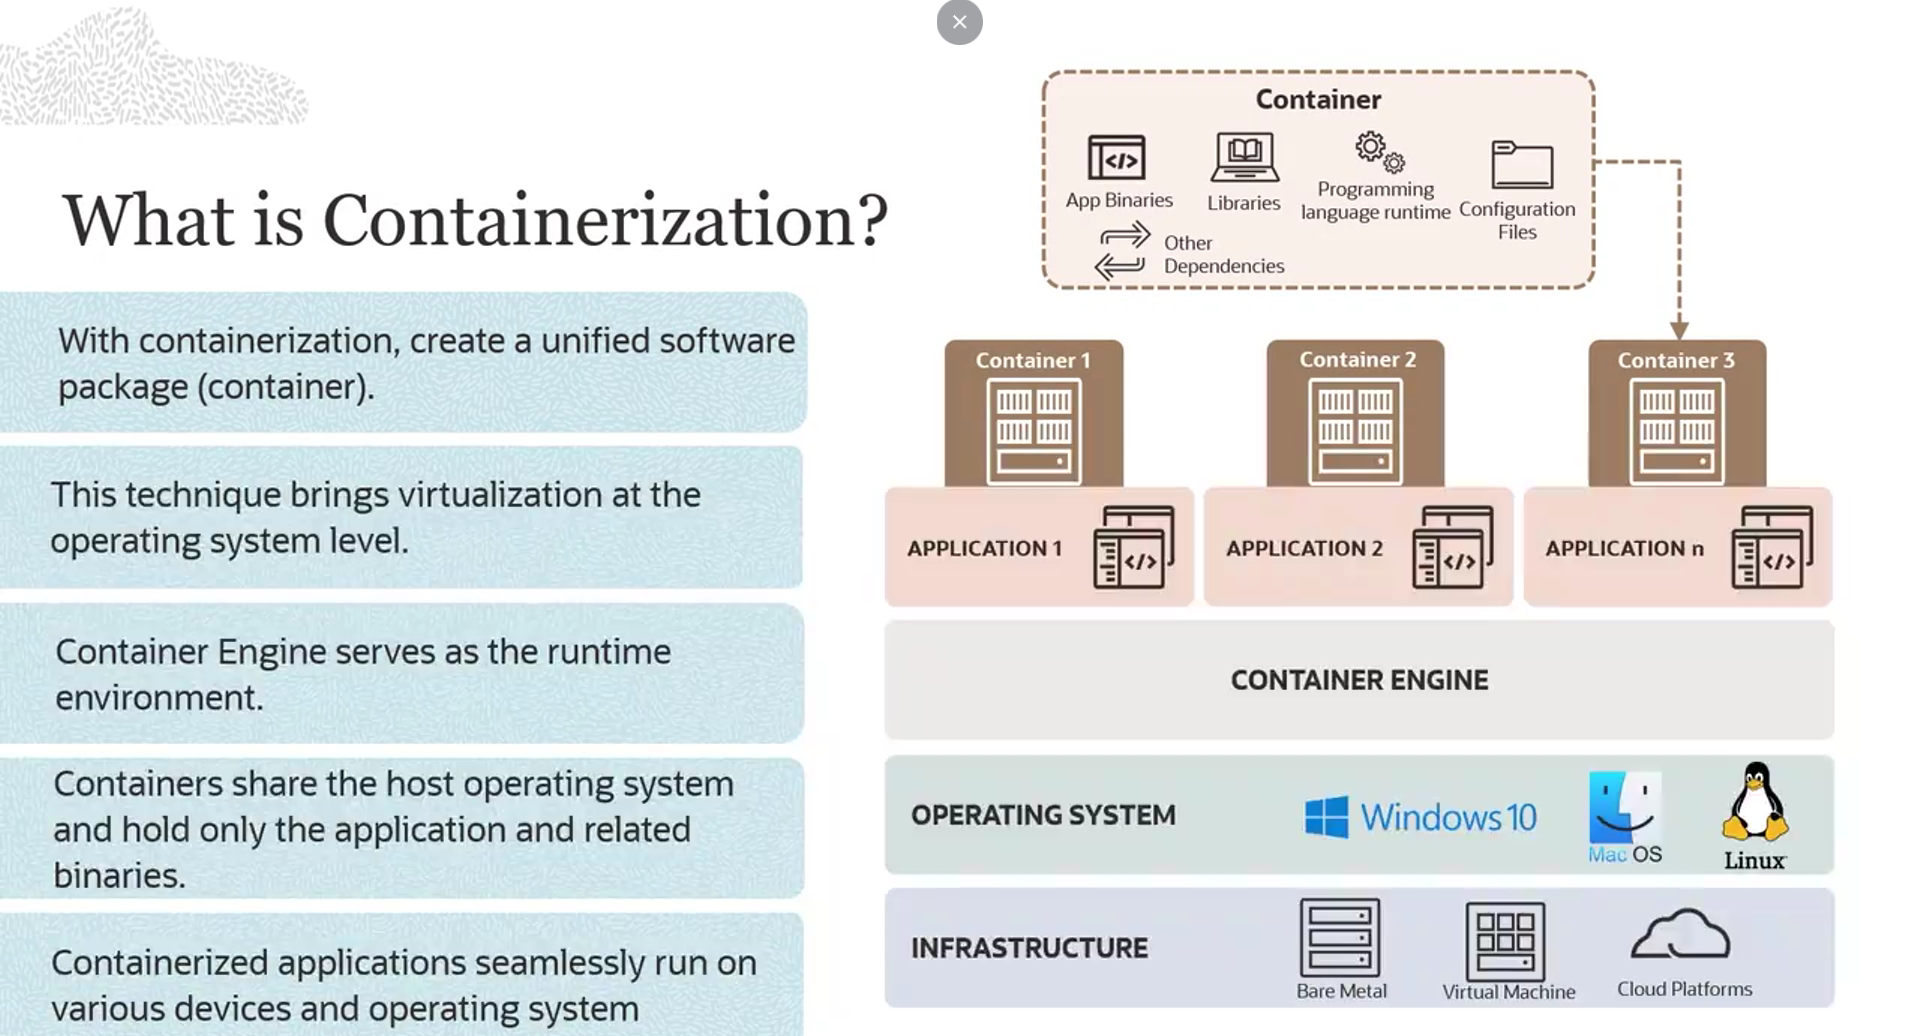 What is Containerization?
With containerization, create a unified software
package (container).
This technique brings virtualization at the
operating system level.
Container Engine serves as the runtime
environment.
Containers share the host operating system
and hold only the application and related
binaries.
Containerized applications seamlessly run on
various devices and operating system
Container
App Binaries
Libraries
Programming
language runtime
Configuration
Files
Other
Dependencies
Container 1
Container 2
Container 3
APPLICATION 1
APPLICATION 2
APPLICATION n
CONTAINER ENGINE
OPERATING SYSTEM
Windows 10
Mac OS
Linux
INFRASTRUCTURE
Bare Metal
Virtual Machine
Cloud Platforms